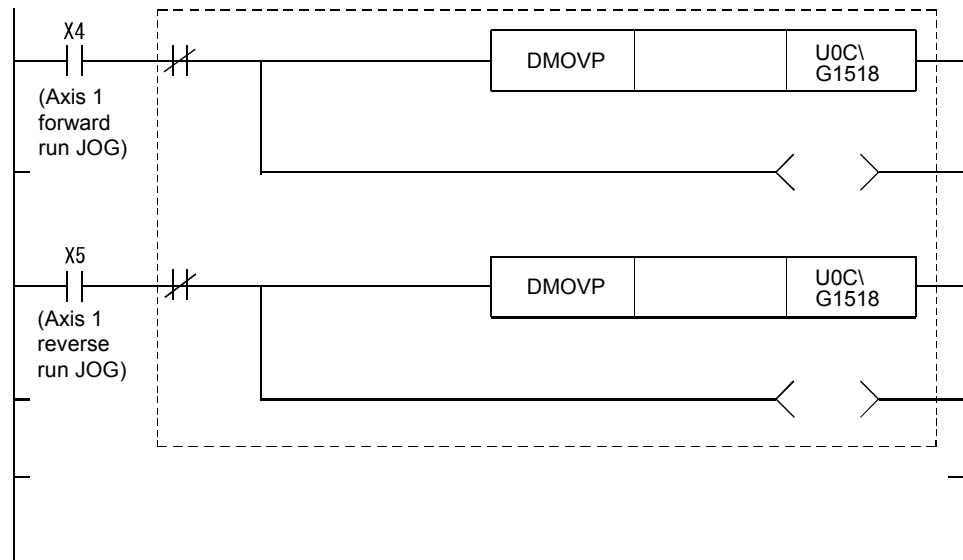 X4
DMOVP
U0C\
G1518
(Axis 1
forward
run JOG)
X5
DMOVP
U0C\
G1518
(Axis 1
reverse
run JOG)